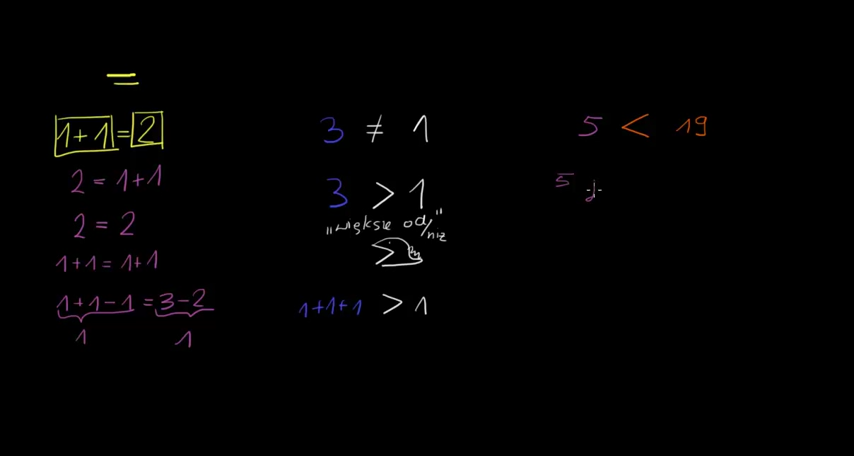 =
1+1 = 2
2 = 1+1
2 = 2
1+1 = 1+1
1+1-1 = 3-2
1 1
3 ≠ 1
3 > 1
„większe od/niż"
1+1+1 > 1
5 < 19
5